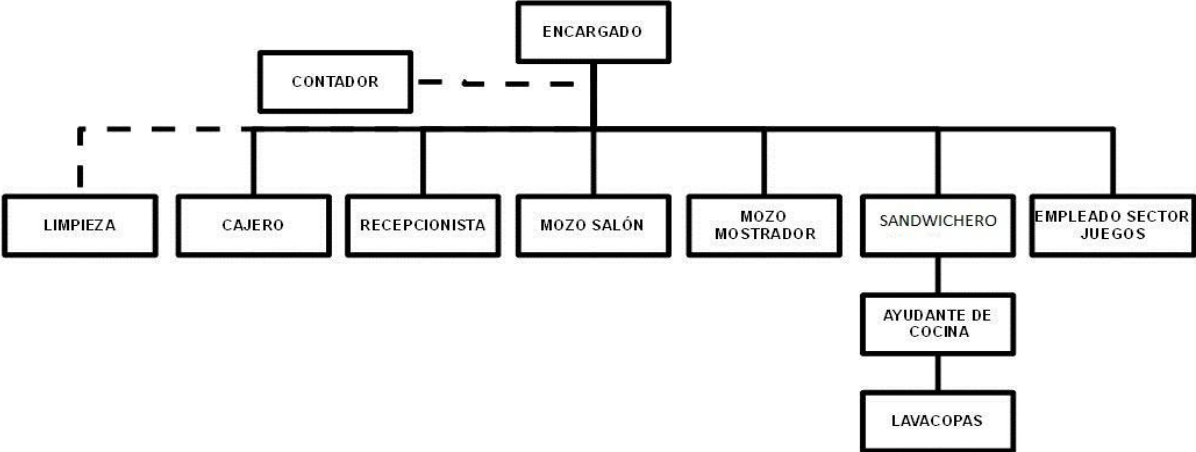 ENCARGADO
CONTADOR
LIMPIEZA
CAJERO
RECEPCIONISTA
MOZO SALÓN
MOZO
MOSTRADOR
SANDWICHERO
EMPLEADO SECTOR
JUEGOS
AYUDANTE DE
COCINA
LAVACOPAS